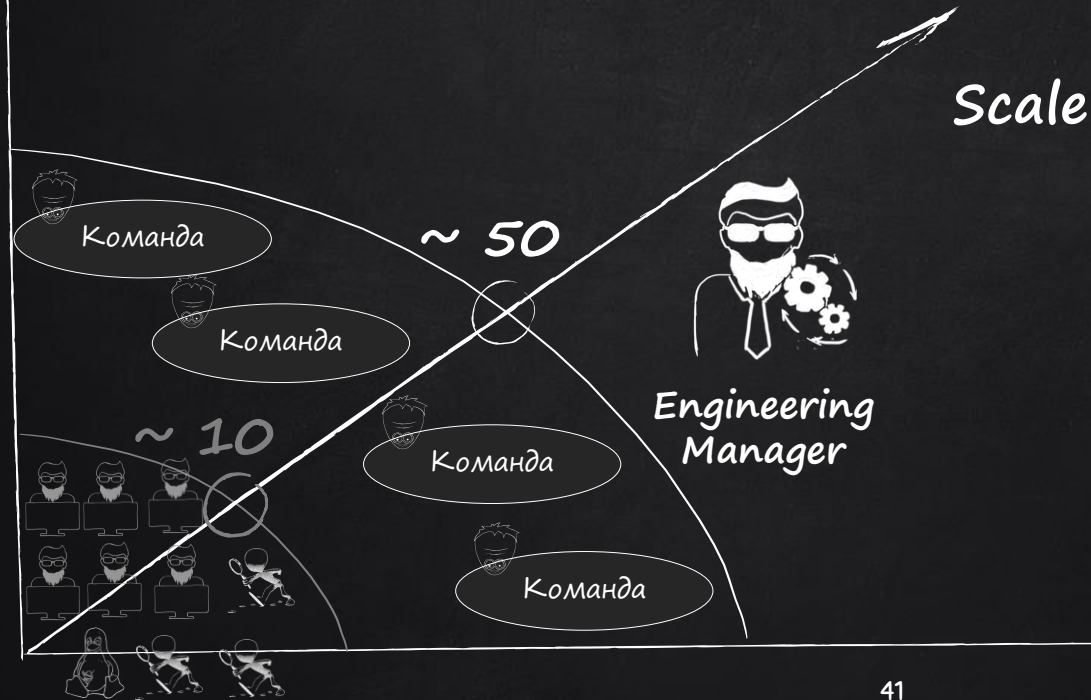 Scale
Команда
~ 50
Команда
Engineering
Manager
~ 10
Команда
Команда
41